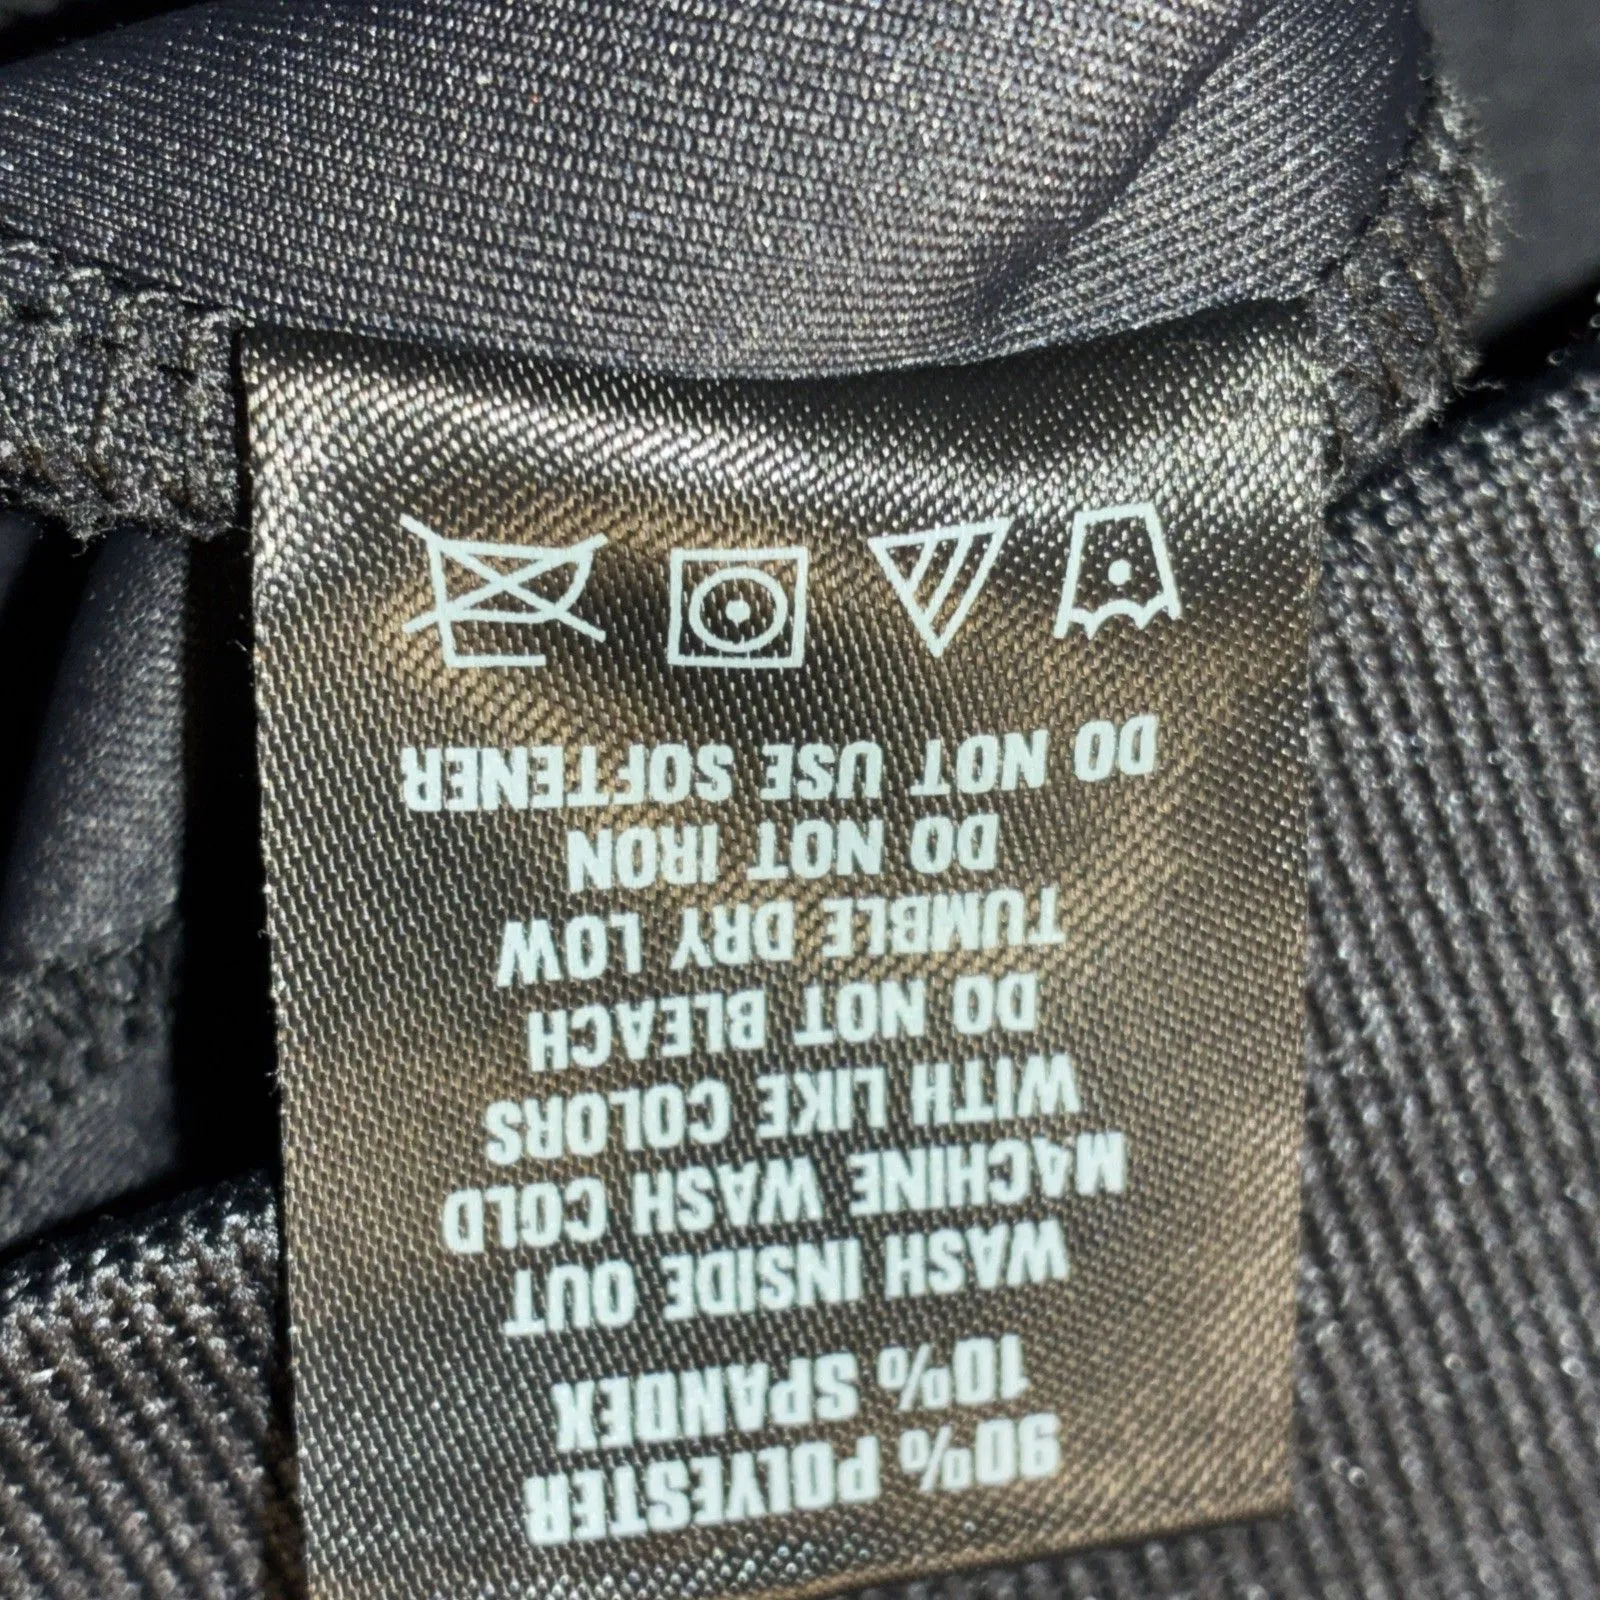 90% POLYESTER
10% SPANDEX
WASH INSIDE OUT
MACHINE WASH COLD
WITH LIKE COLORS
DO NOT BLEACH
TUMBLE DRY LOW
DO NOT IRON
DO NOT USE SOFTENER